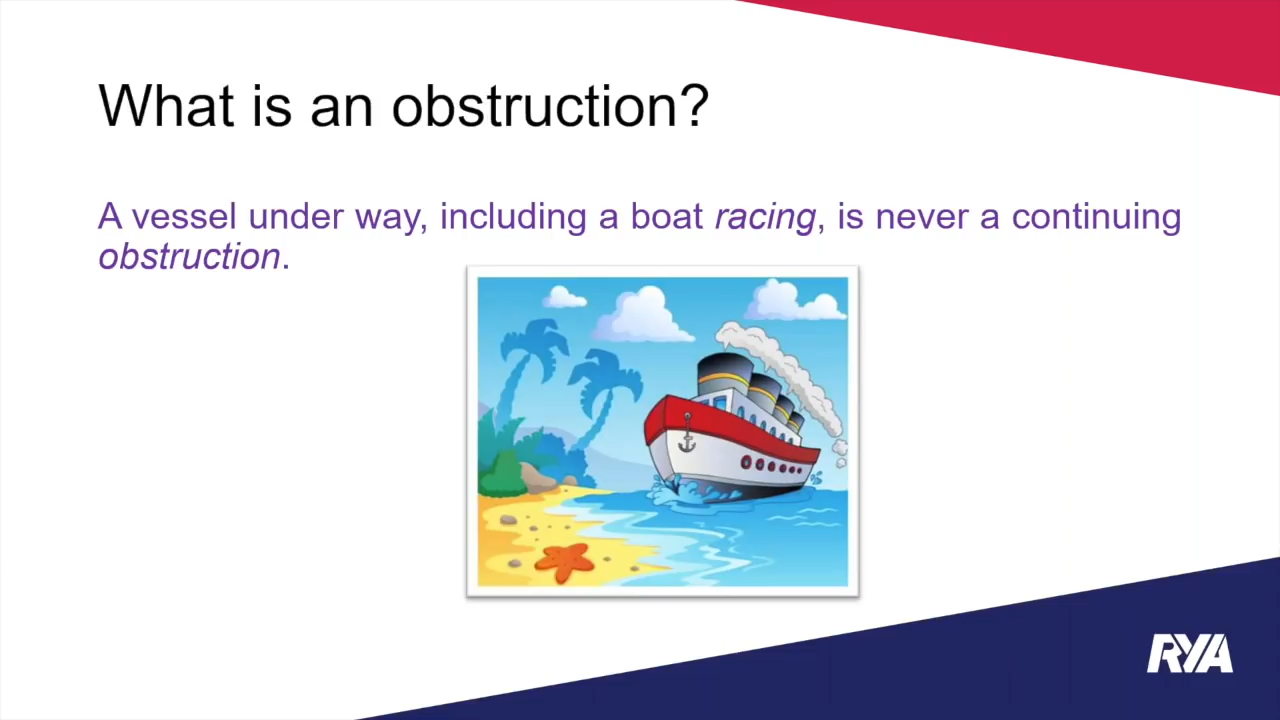 What is an obstruction?
A vessel under way, including a boat racing, is never a continuing
obstruction.
RYA